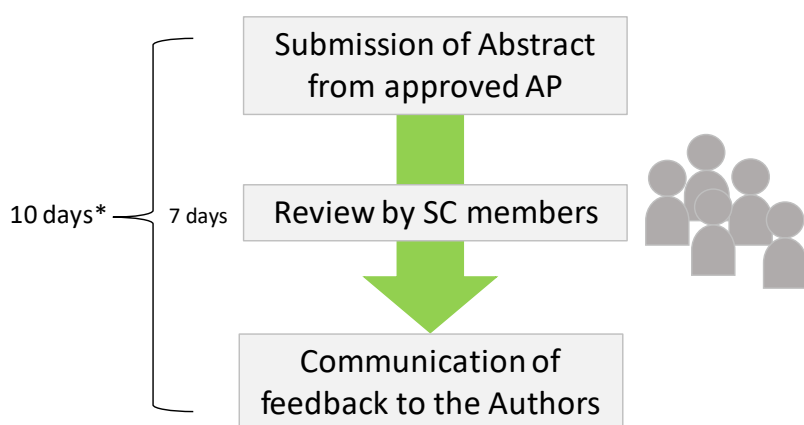 Submission of Abstract
from approved AP
10 days*
7 days
Review by SC members
Communication of
feedback to the Authors